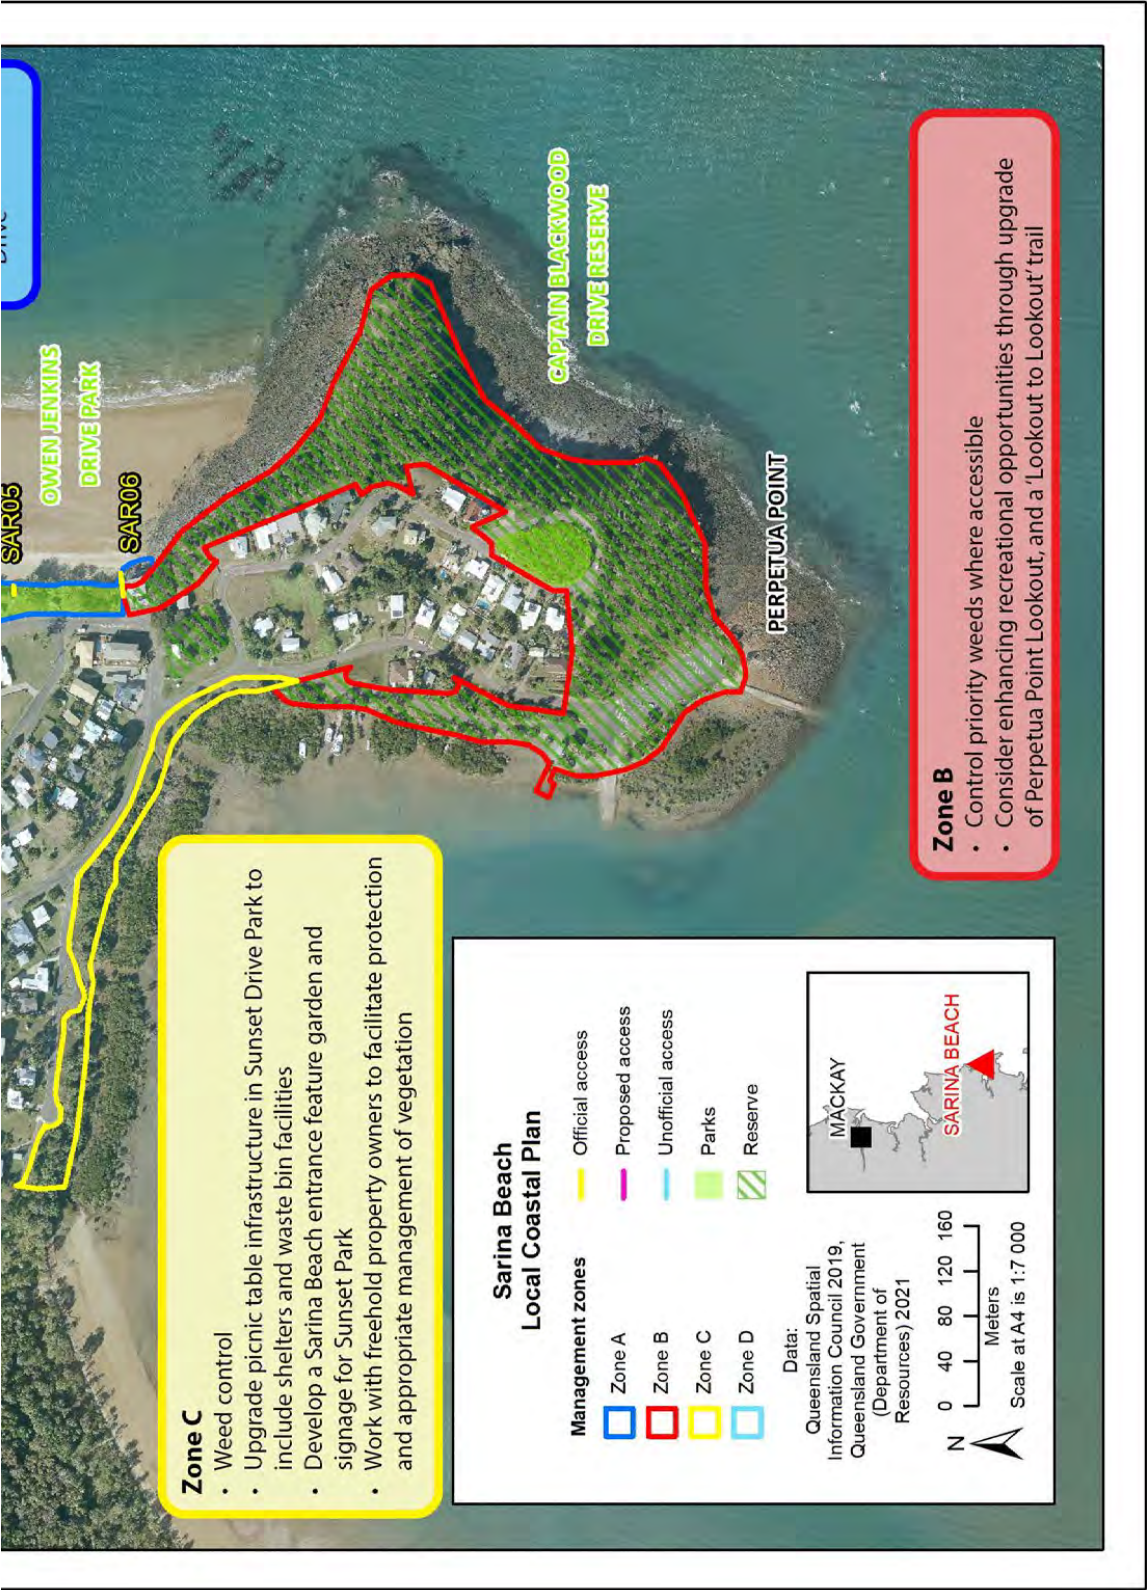 Drive
SAR05
OWEN JENKINS
DRIVE PARK
SAR06
CAPTAIN BLACKWOOD
DRIVE RESERVE
PERPETUA POINT
Zone C
• Weed control
• Upgrade picnic table infrastructure in Sunset Drive Park to
include shelters and waste bin facilities
• Develop a Sarina Beach entrance feature garden and
signage for Sunset Park
• Work with freehold property owners to facilitate protection
and appropriate management of vegetation
Zone B
• Control priority weeds where accessible
• Consider enhancing recreational opportunities through upgrade
of Perpetua Point Lookout, and a 'Lookout to Lookout' trail
Sarina Beach
Local Coastal Plan
Management zones
Zone A
Zone B
Zone C
Zone D
Official access
Proposed access
Unofficial access
Parks
Reserve
Data:
Queensland Spatial
Information Council 2019,
Queensland Government
(Department of
Resources) 2021
N
0 40 80 120 160
Meters
Scale at A4 is 1:7 000
MACKAY
SARINA BEACH